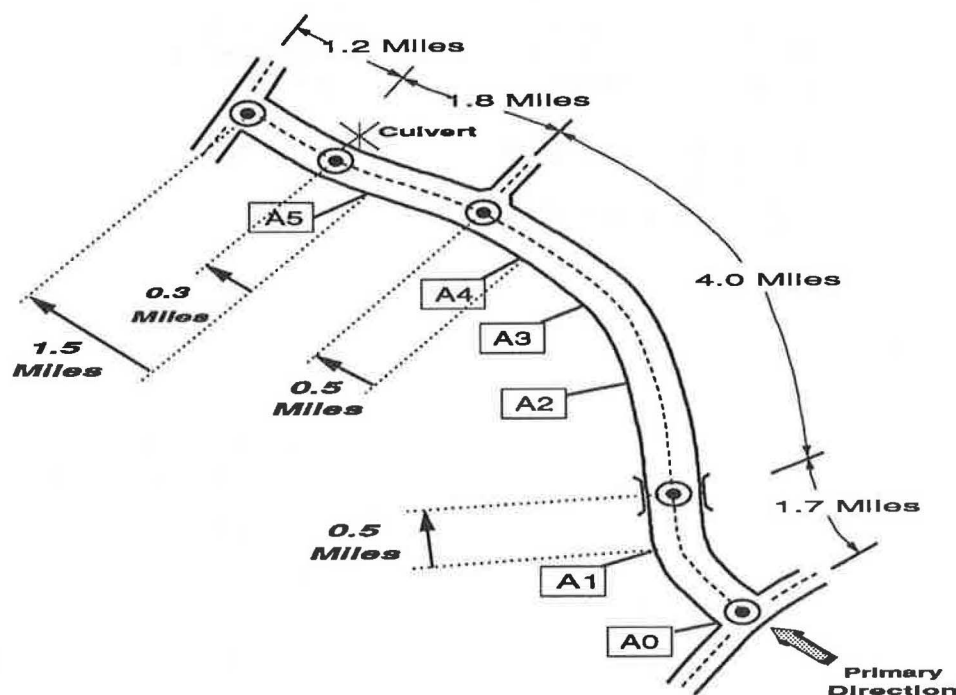 1.2 Miles
1.8 Miles
Culvert
A5
4.0 Miles
0.3
Miles
A4
1.5
Miles
A3
0.5
Miles
A2
1.7 Miles
0.5
Miles
A1
A0
Primary
Direction